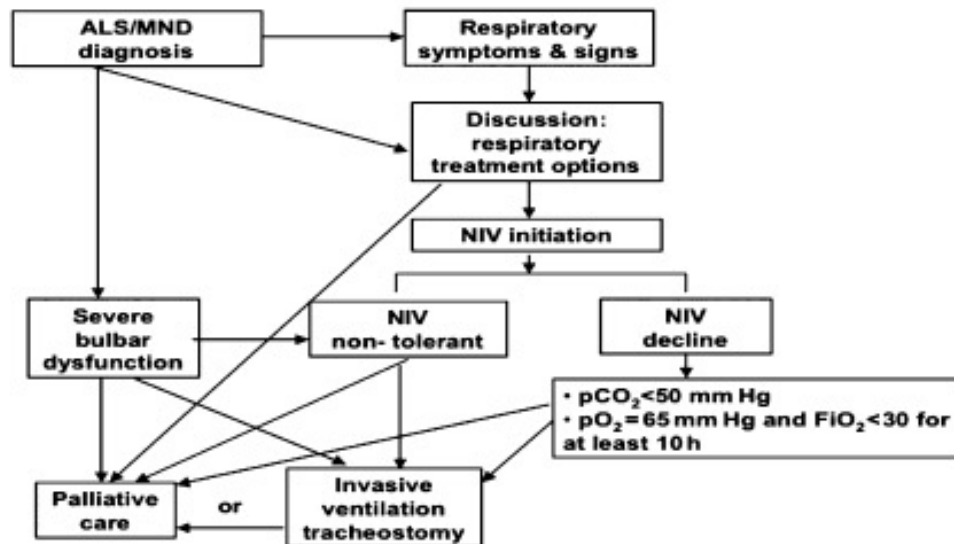 ALS/MND
diagnosis
Respiratory
symptoms & signs
Discussion:
respiratory
treatment options
NIV initiation
Severe
bulbar
dysfunction
NIV
non- tolerant
NIV
decline
· pCO₂<50 mm Hg
· pO₂=65 mm Hg and FiO₂<30 for
at least 10 h
Palliative
care
or
Invasive
ventilation
tracheostomy